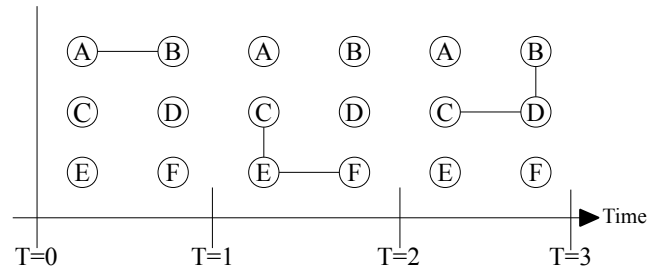 A B A B A B
C D C D C D
E F E F E F
Time
T=0 T=1 T=2 T=3